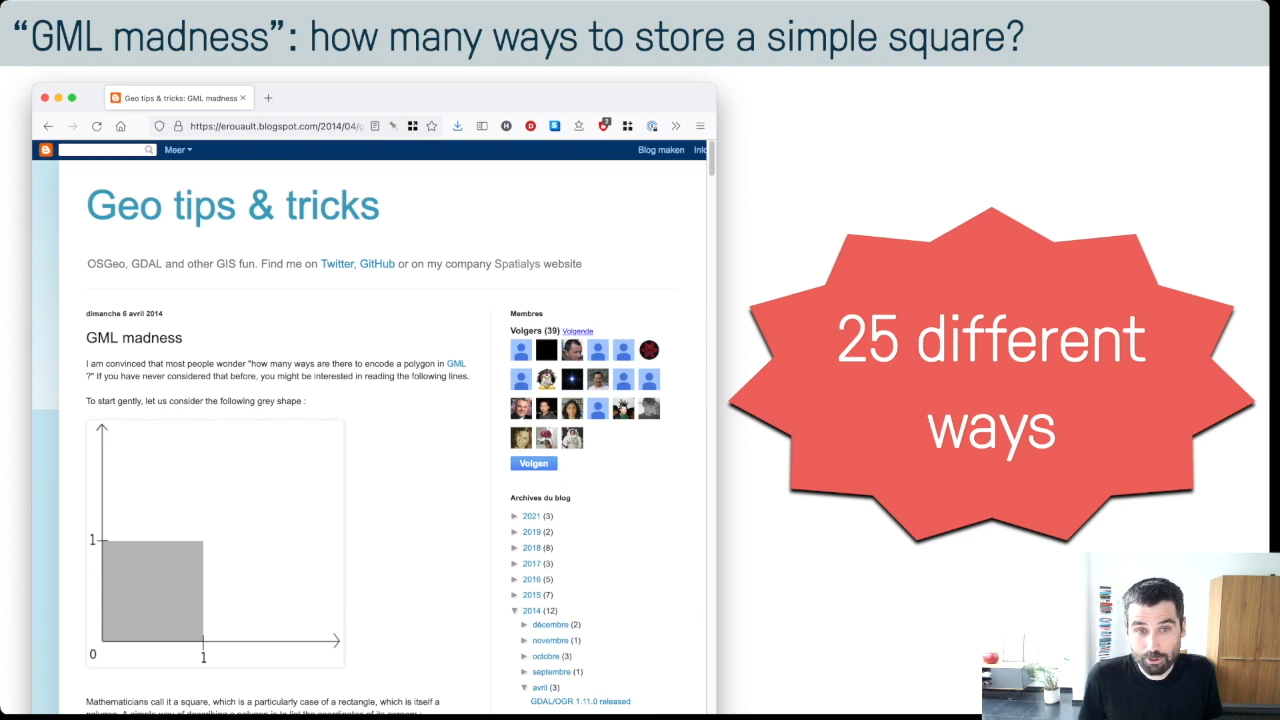 “GML madness”: how many ways to store a simple square?
Geo tips & tricks: GML madness
https://erouault.blogspot.com/2014/04/g
2
Meer
Blog maken
Geo tips & tricks
OSGeo, GDAL and other GIS fun. Find me on Twitter, GitHub or on my company Spatialys website
dimanche 6 avril 2014
GML madness
I am convinced that most people wonder "how many ways are there to encode a polygon in GML
?" If you have never considered that before, you might be interested in reading the following lines.
To start gently, let us consider the following grey shape :
1
0
1
Mathematicians call it a square, which is a particularly case of a rectangle, which is itself a
Membres
Volgers (39) Volgende
Volgen
Archives du blog
► 2021 (3)
► 2019 (2)
► 2018 (8)
► 2017 (3)
► 2016 (5)
► 2015 (7)
▼ 2014 (12)
► décembre (2)
► novembre (1)
► octobre (3)
► septembre (1)
▼ avril (3)
GDAL/OGR 1.11.0 released
25 different
ways